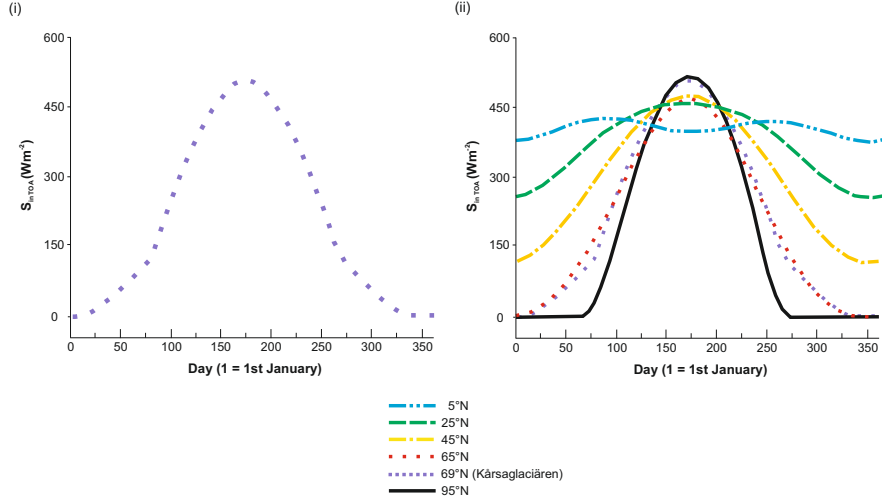 (i)
(ii)
600
450
300
150
0
S in TOA (Wm-2)
0 50 100 150 200 250 300 350
Day (1 = 1st January)
600
450
300
150
0
S in TOA (Wm-2)
0 50 100 150 200 250 300 350
Day (1 = 1st January)
5°N
25°N
45°N
65°N
69°N (Kårsaglaciären)
95°N